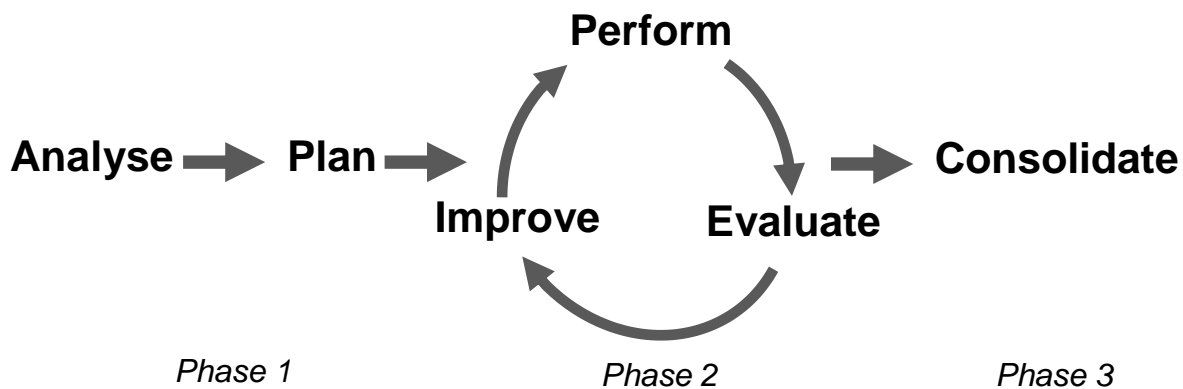 Perform
Analyse
Plan
Consolidate
Improve
Evaluate
Phase 1
Phase 2
Phase 3